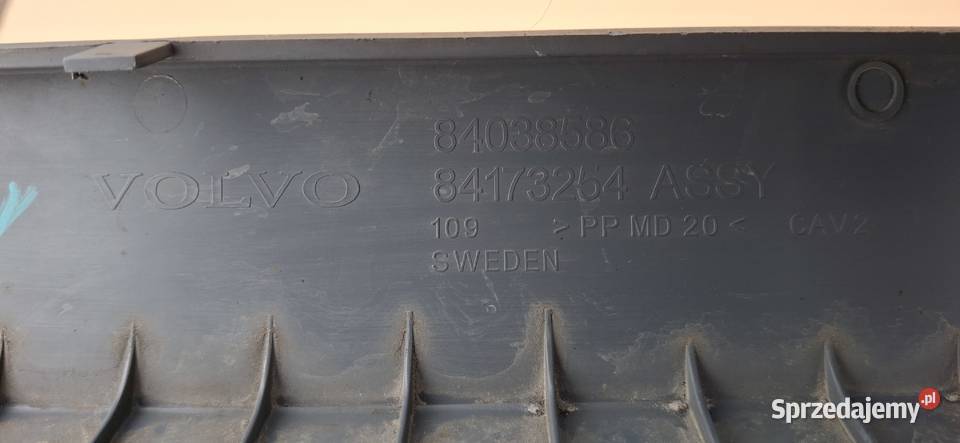 84038586
VOLVO 84173254 ASSY
109 >PP MD 20< CAV2
SWEDEN
Sprzedajemy.pl